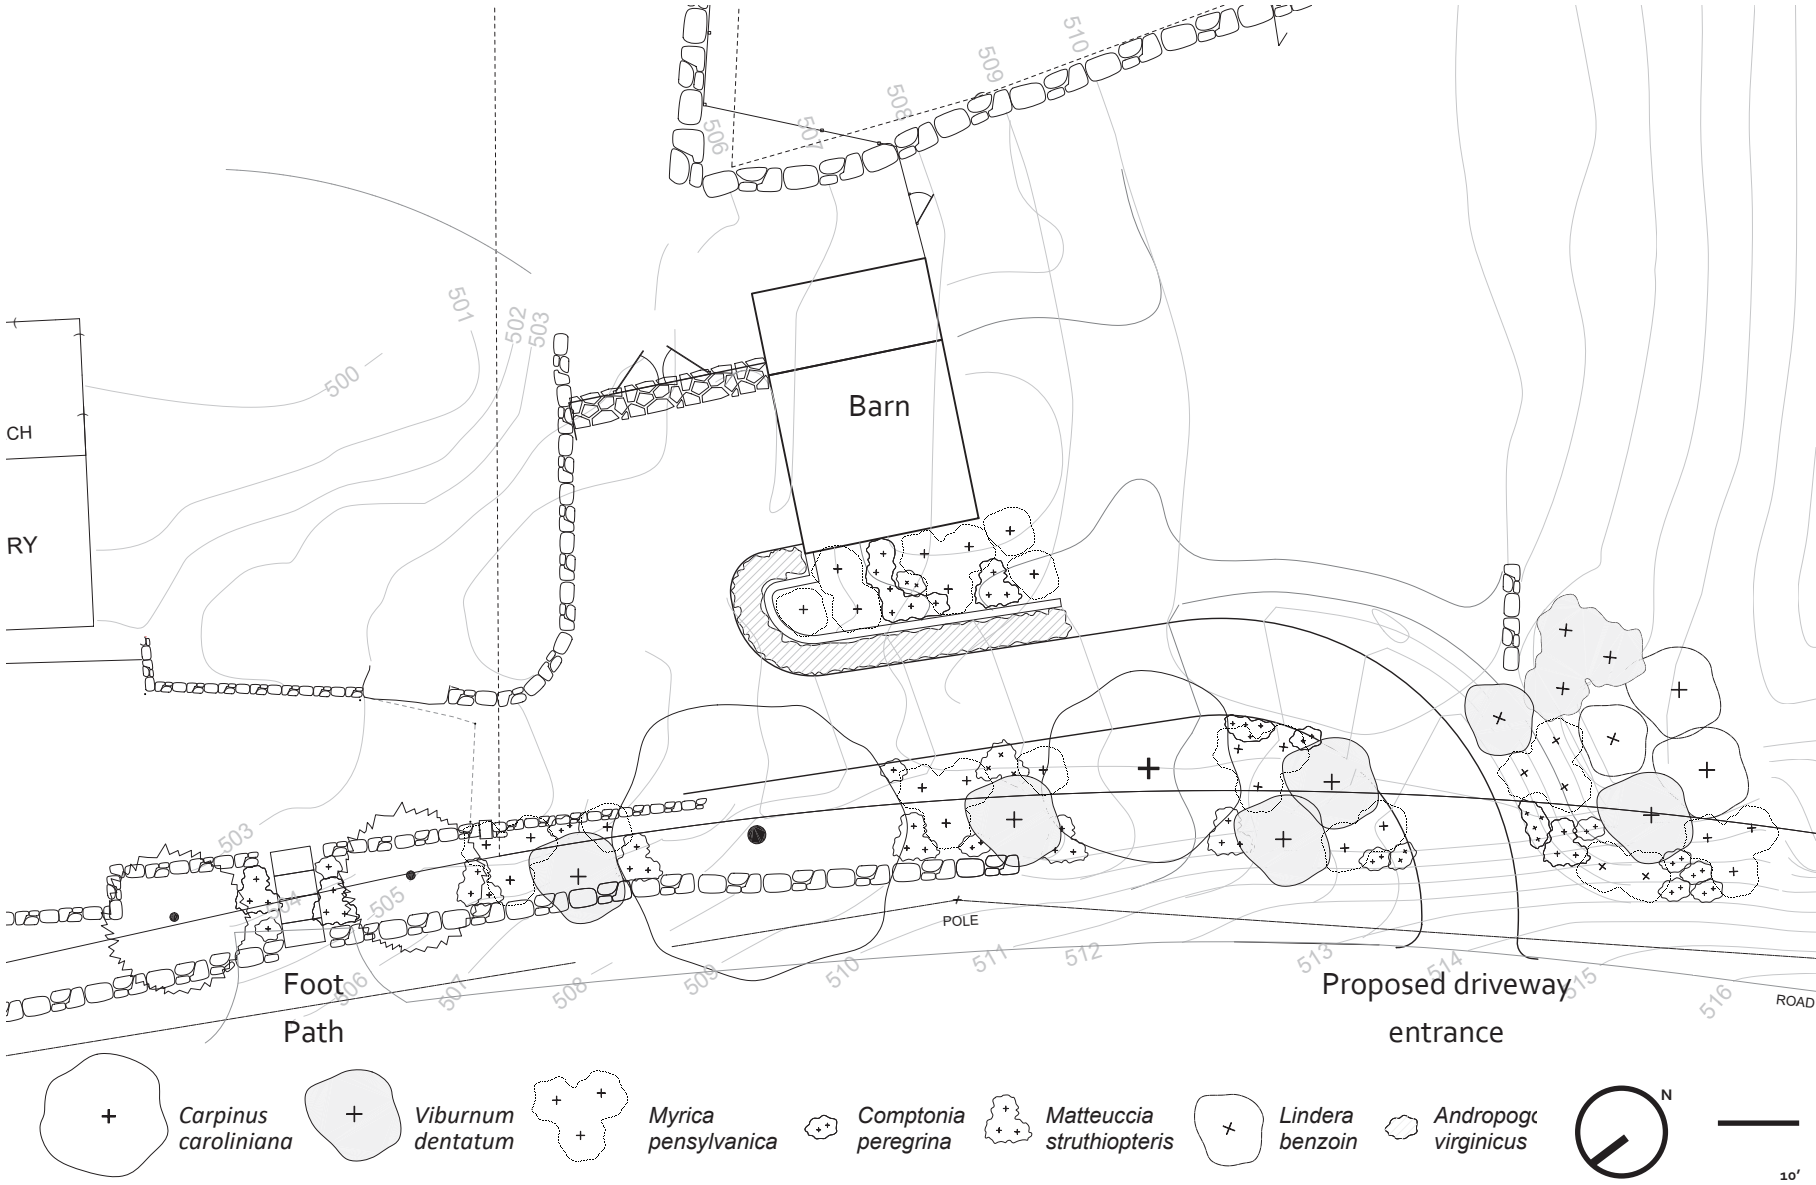 510
509
508
507
506
501
502
503
500
CH
Barn
RY
503
504
505
POLE
506
507
508
509
510
511
512
513
514
515
516
ROAD
Foot
Path
Proposed driveway
entrance
Carpinus
caroliniana
Viburnum
dentatum
Myrica
pensylvanica
Comptonia
peregrina
Matteuccia
struthiopteris
Lindera
benzoin
Andropogo
virginicus
N
10'